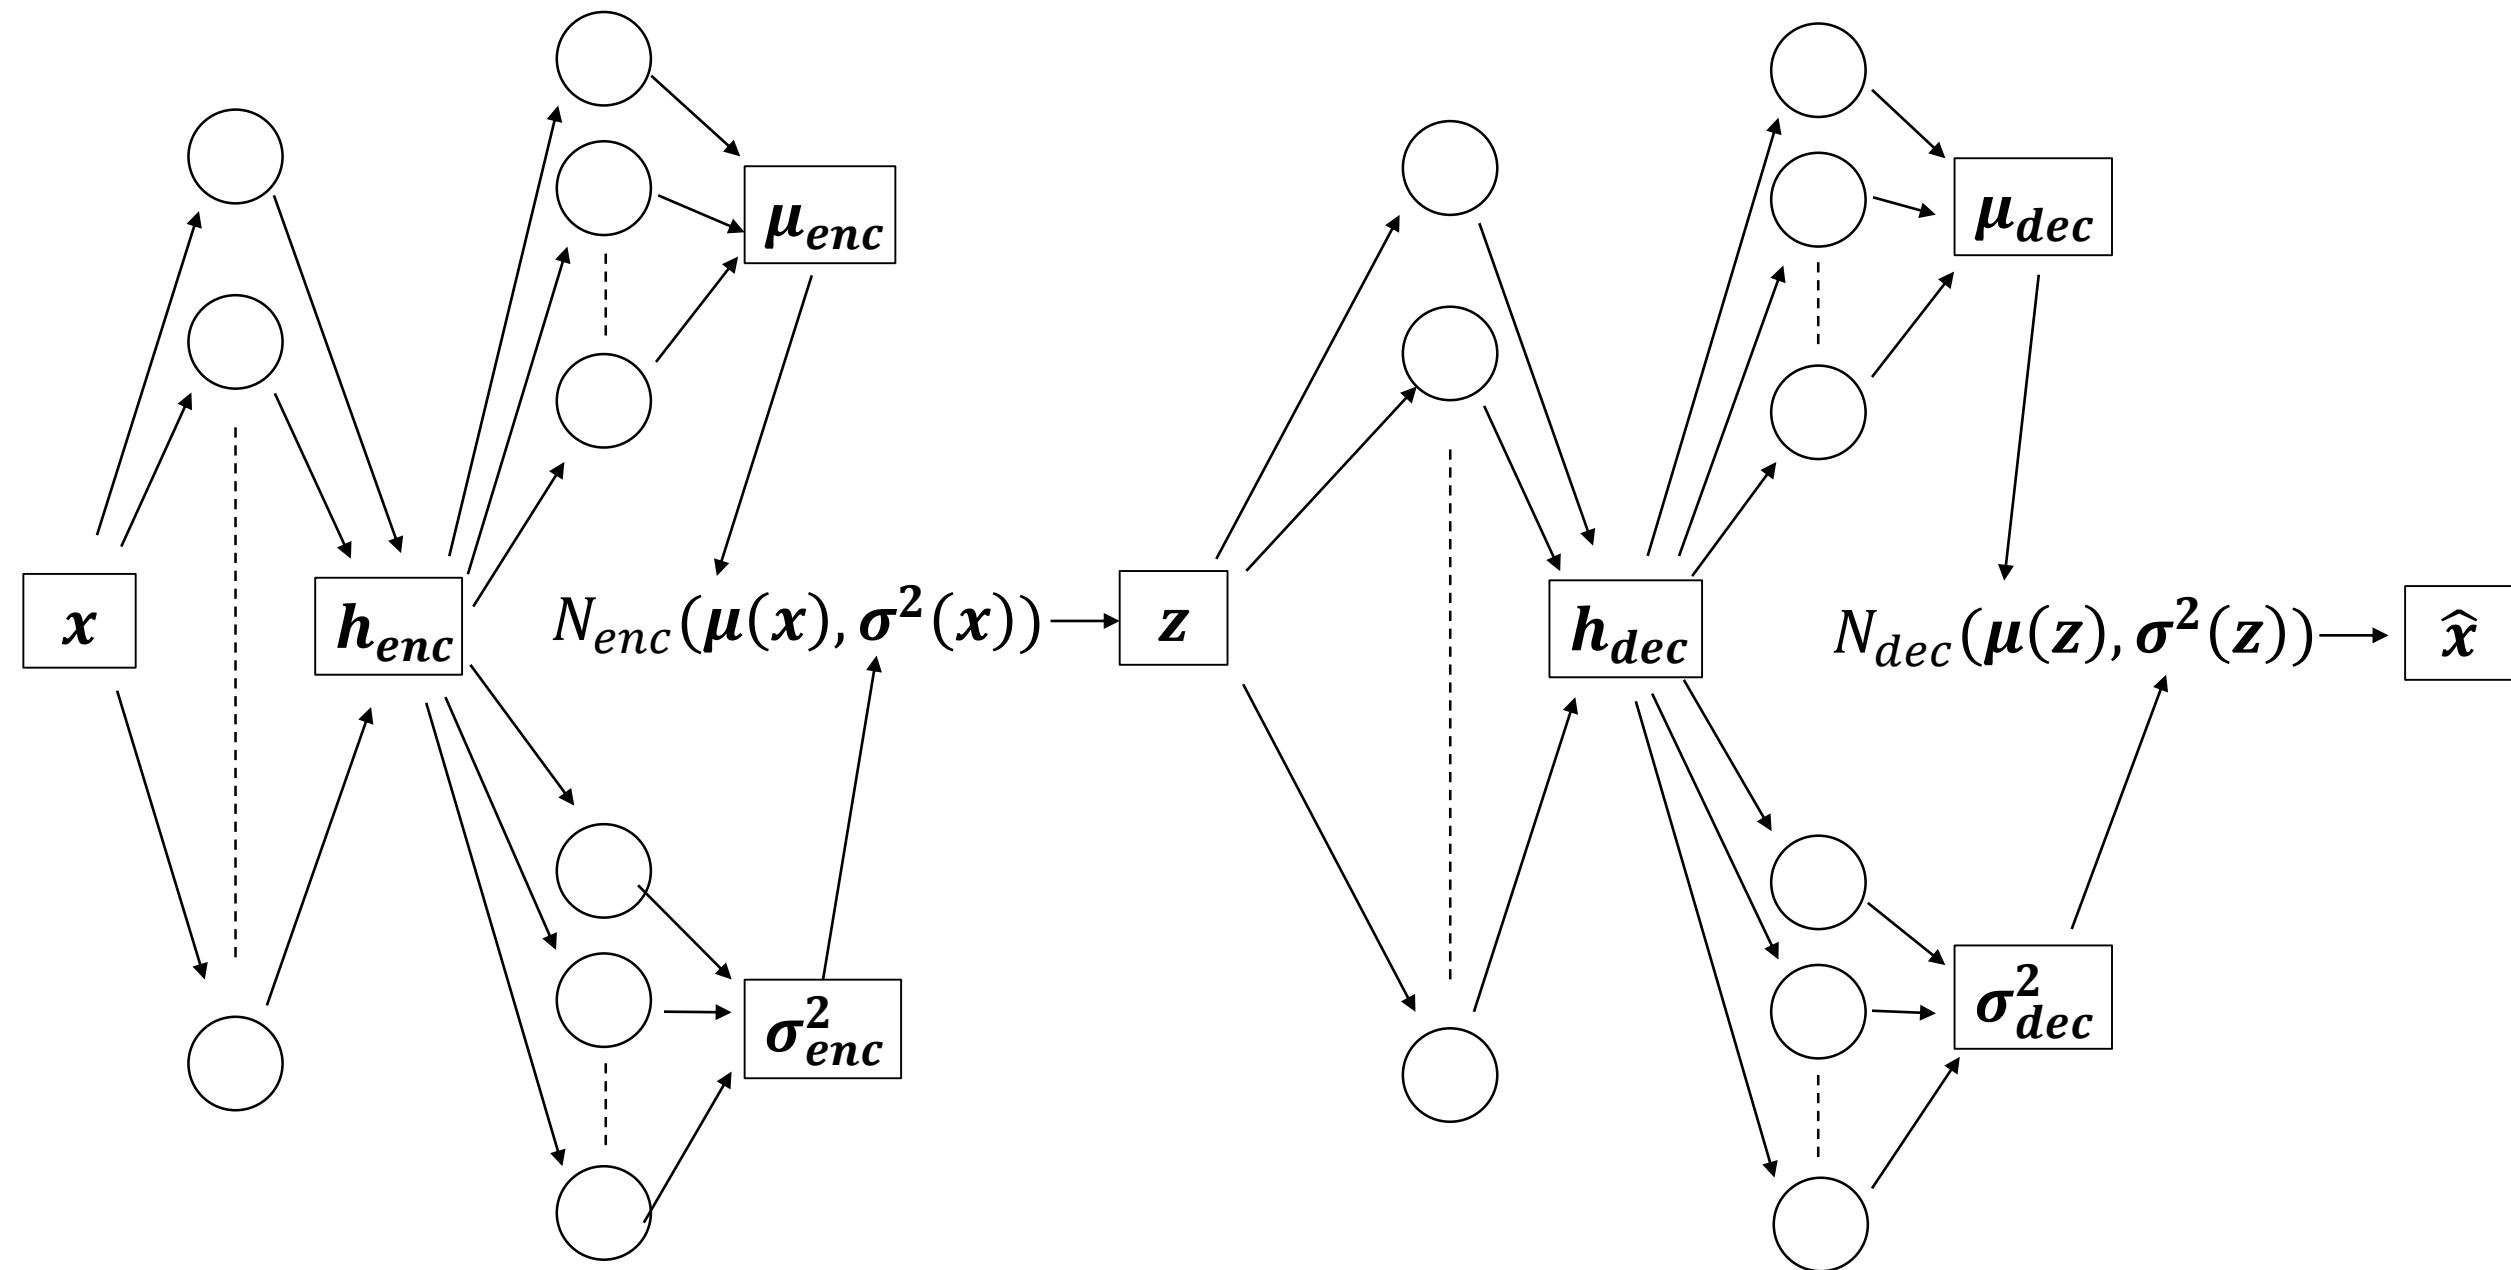 μ_enc
μ_dec
x
h_enc
N_enc(μ(x), σ²(x))
z
h_dec
N_dec(μ(z), σ²(z))
x̂
σ²_enc
σ²_dec